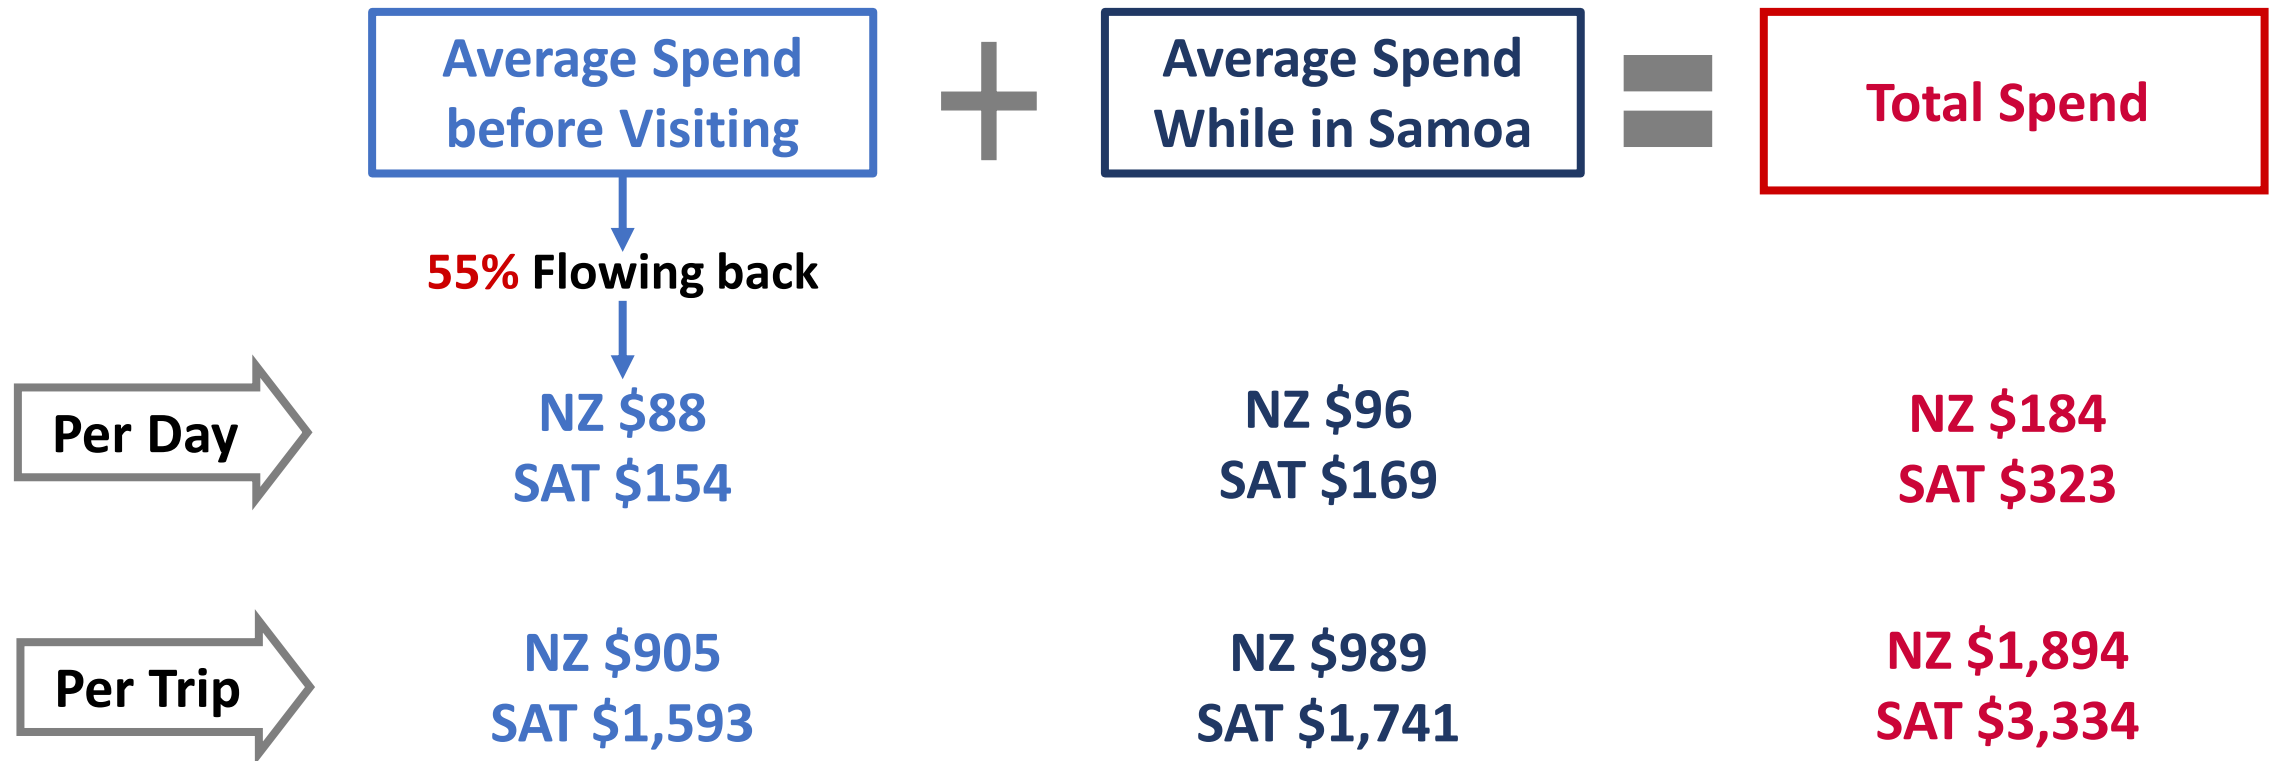 Average Spend
before Visiting
Average Spend
While in Samoa
Total Spend
55% Flowing back
Per Day
NZ $88
SAT $154
NZ $96
SAT $169
NZ $184
SAT $323
Per Trip
NZ $905
SAT $1,593
NZ $989
SAT $1,741
NZ $1,894
SAT $3,334